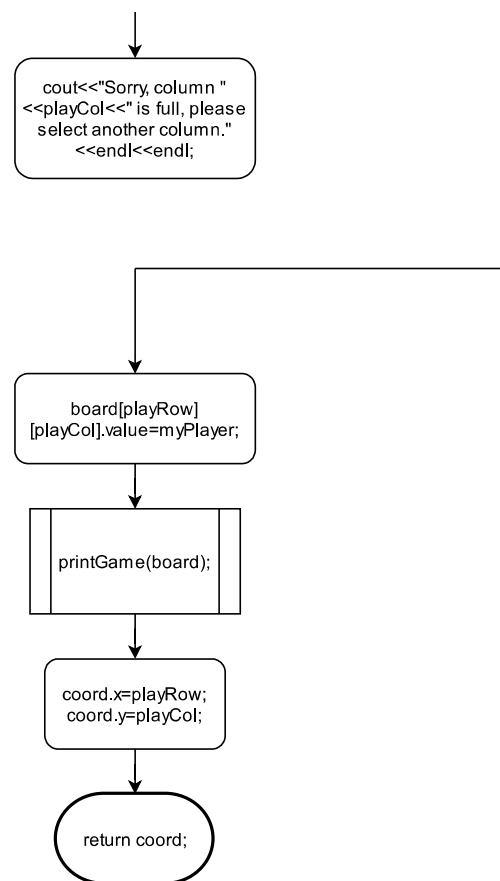 cout<<"Sorry, column "
<<playCol<<" is full, please
select another column."
<<endl<<endl;
board[playRow]
[playCol].value=myPlayer;
printGame(board);
coord.x=playRow;
coord.y=playCol;
return coord;